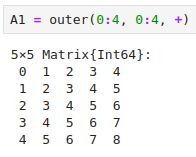 A1 = outer(0:4, 0:4, +)
5×5 Matrix{Int64}:
0 1 2 3 4
1 2 3 4 5
2 3 4 5 6
3 4 5 6 7
4 5 6 7 8